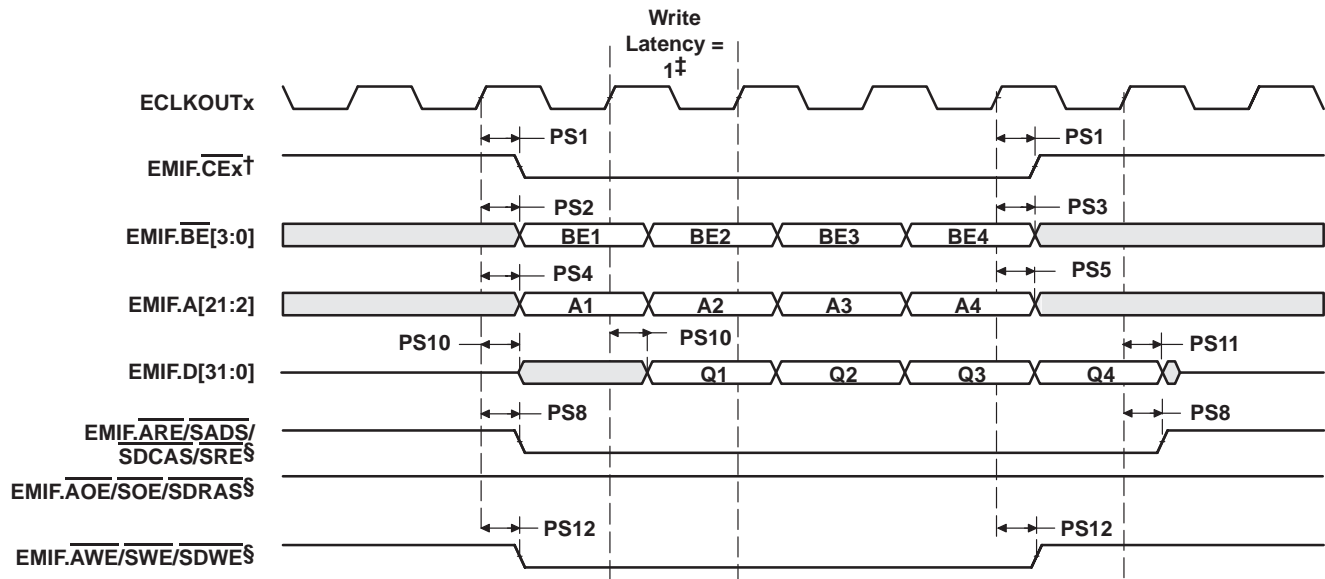 Write
Latency =
1‡
ECLKOUTx
PS1 PS1
EMIF.CEx†
PS2 PS3
EMIF.BE[3:0] BE1 BE2 BE3 BE4
PS4 PS5
EMIF.A[21:2] A1 A2 A3 A4
PS10 PS10 PS11
EMIF.D[31:0] Q1 Q2 Q3 Q4
PS8 PS8
EMIF.ARE/SADS/
SDCAS/SRE§
EMIF.AOE/SOE/SDRAS§
PS12 PS12
EMIF.AWE/SWE/SDWE§